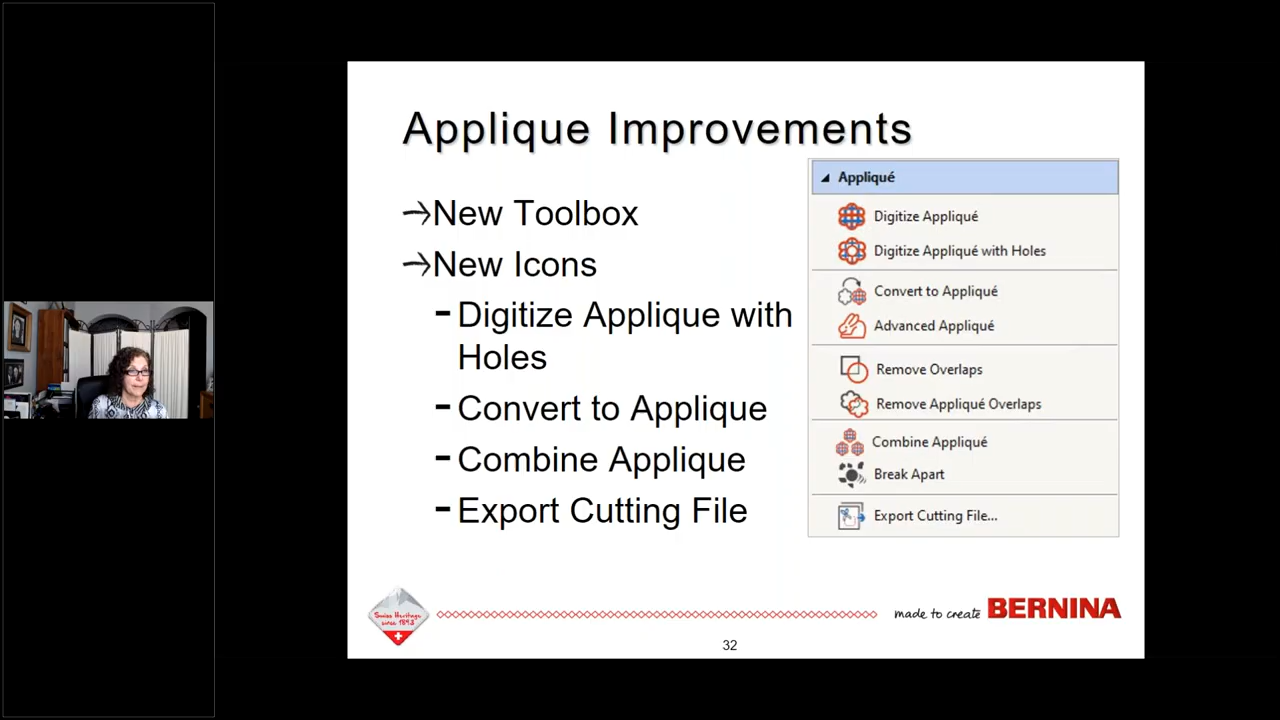 Applique Improvements
→New Toolbox
→New Icons
- Digitize Applique with
Holes
- Convert to Applique
- Combine Applique
- Export Cutting File
Appliqué
Digitize Appliqué
Digitize Appliqué with Holes
Convert to Appliqué
Advanced Appliqué
Remove Overlaps
Remove Appliqué Overlaps
Combine Appliqué
Break Apart
Export Cutting File...
Swiss Heritage
since 1893
made to create BERNINA
32